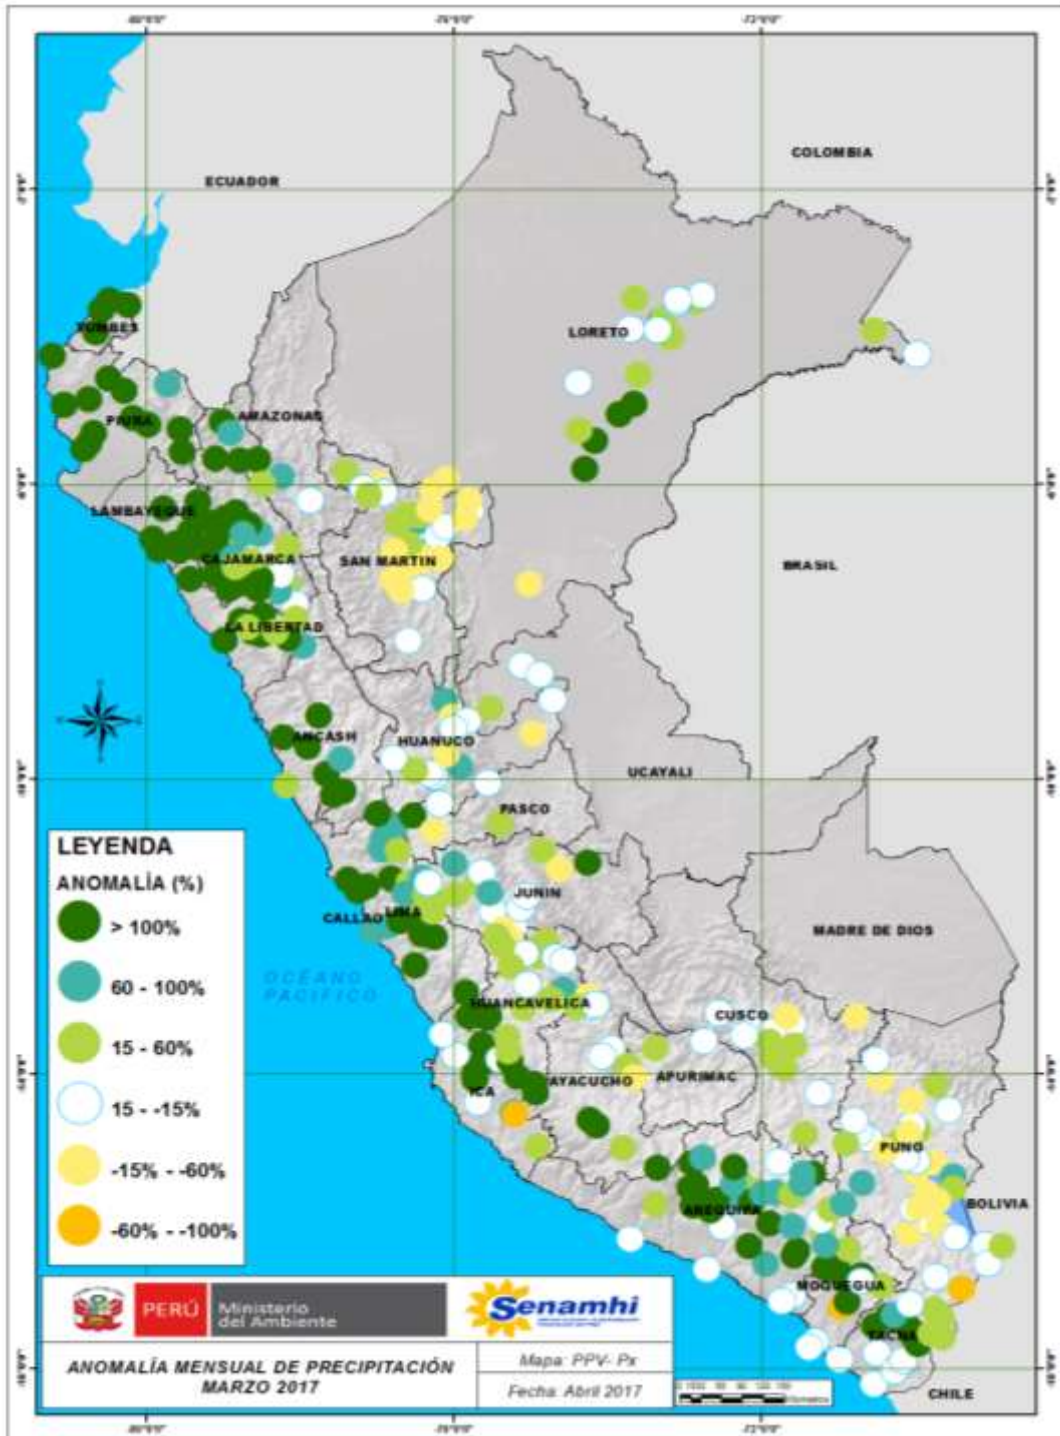 COLOMBIA
ECUADOR
TUMBES
LORETO
PIURA
AMAZONAS
LAMBAYEQUE
CAJAMARCA
SAN MARTIN
BRASIL
LA LIBERTAD
ANCASH
HUANUCO
UCAYALI
PASCO
LEYENDA
ANOMALÍA (%)
> 100%
60 - 100%
15 - 60%
15 - -15%
-15% - -60%
-60% - -100%
JUNIN
CALLAO
LIMA
MADRE DE DIOS
OCÉANO
PACIFICO
HUANCAVELICA
CUSCO
ICA
AYACUCHO
APURIMAC
PUNO
AREQUIPA
BOLIVIA
MOQUEGUA
TACNA
CHILE
PERÚ
Ministerio
del Ambiente
Senamhi
ANOMALÍA MENSUAL DE PRECIPITACIÓN
MARZO 2017
Mapa: PPV- Px
Fecha: Abril 2017